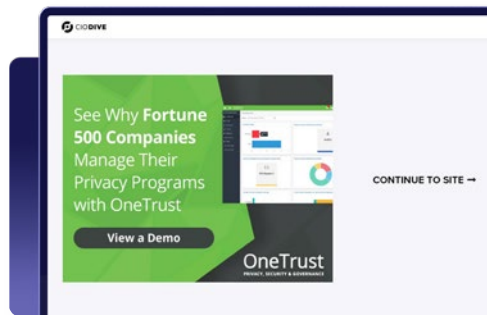 CIODIVE
See Why Fortune
500 Companies
Manage Their
Privacy Programs
with OneTrust
View a Demo
OneTrust
PRIVACY, SECURITY & GOVERNANCE
CONTINUE TO SITE →